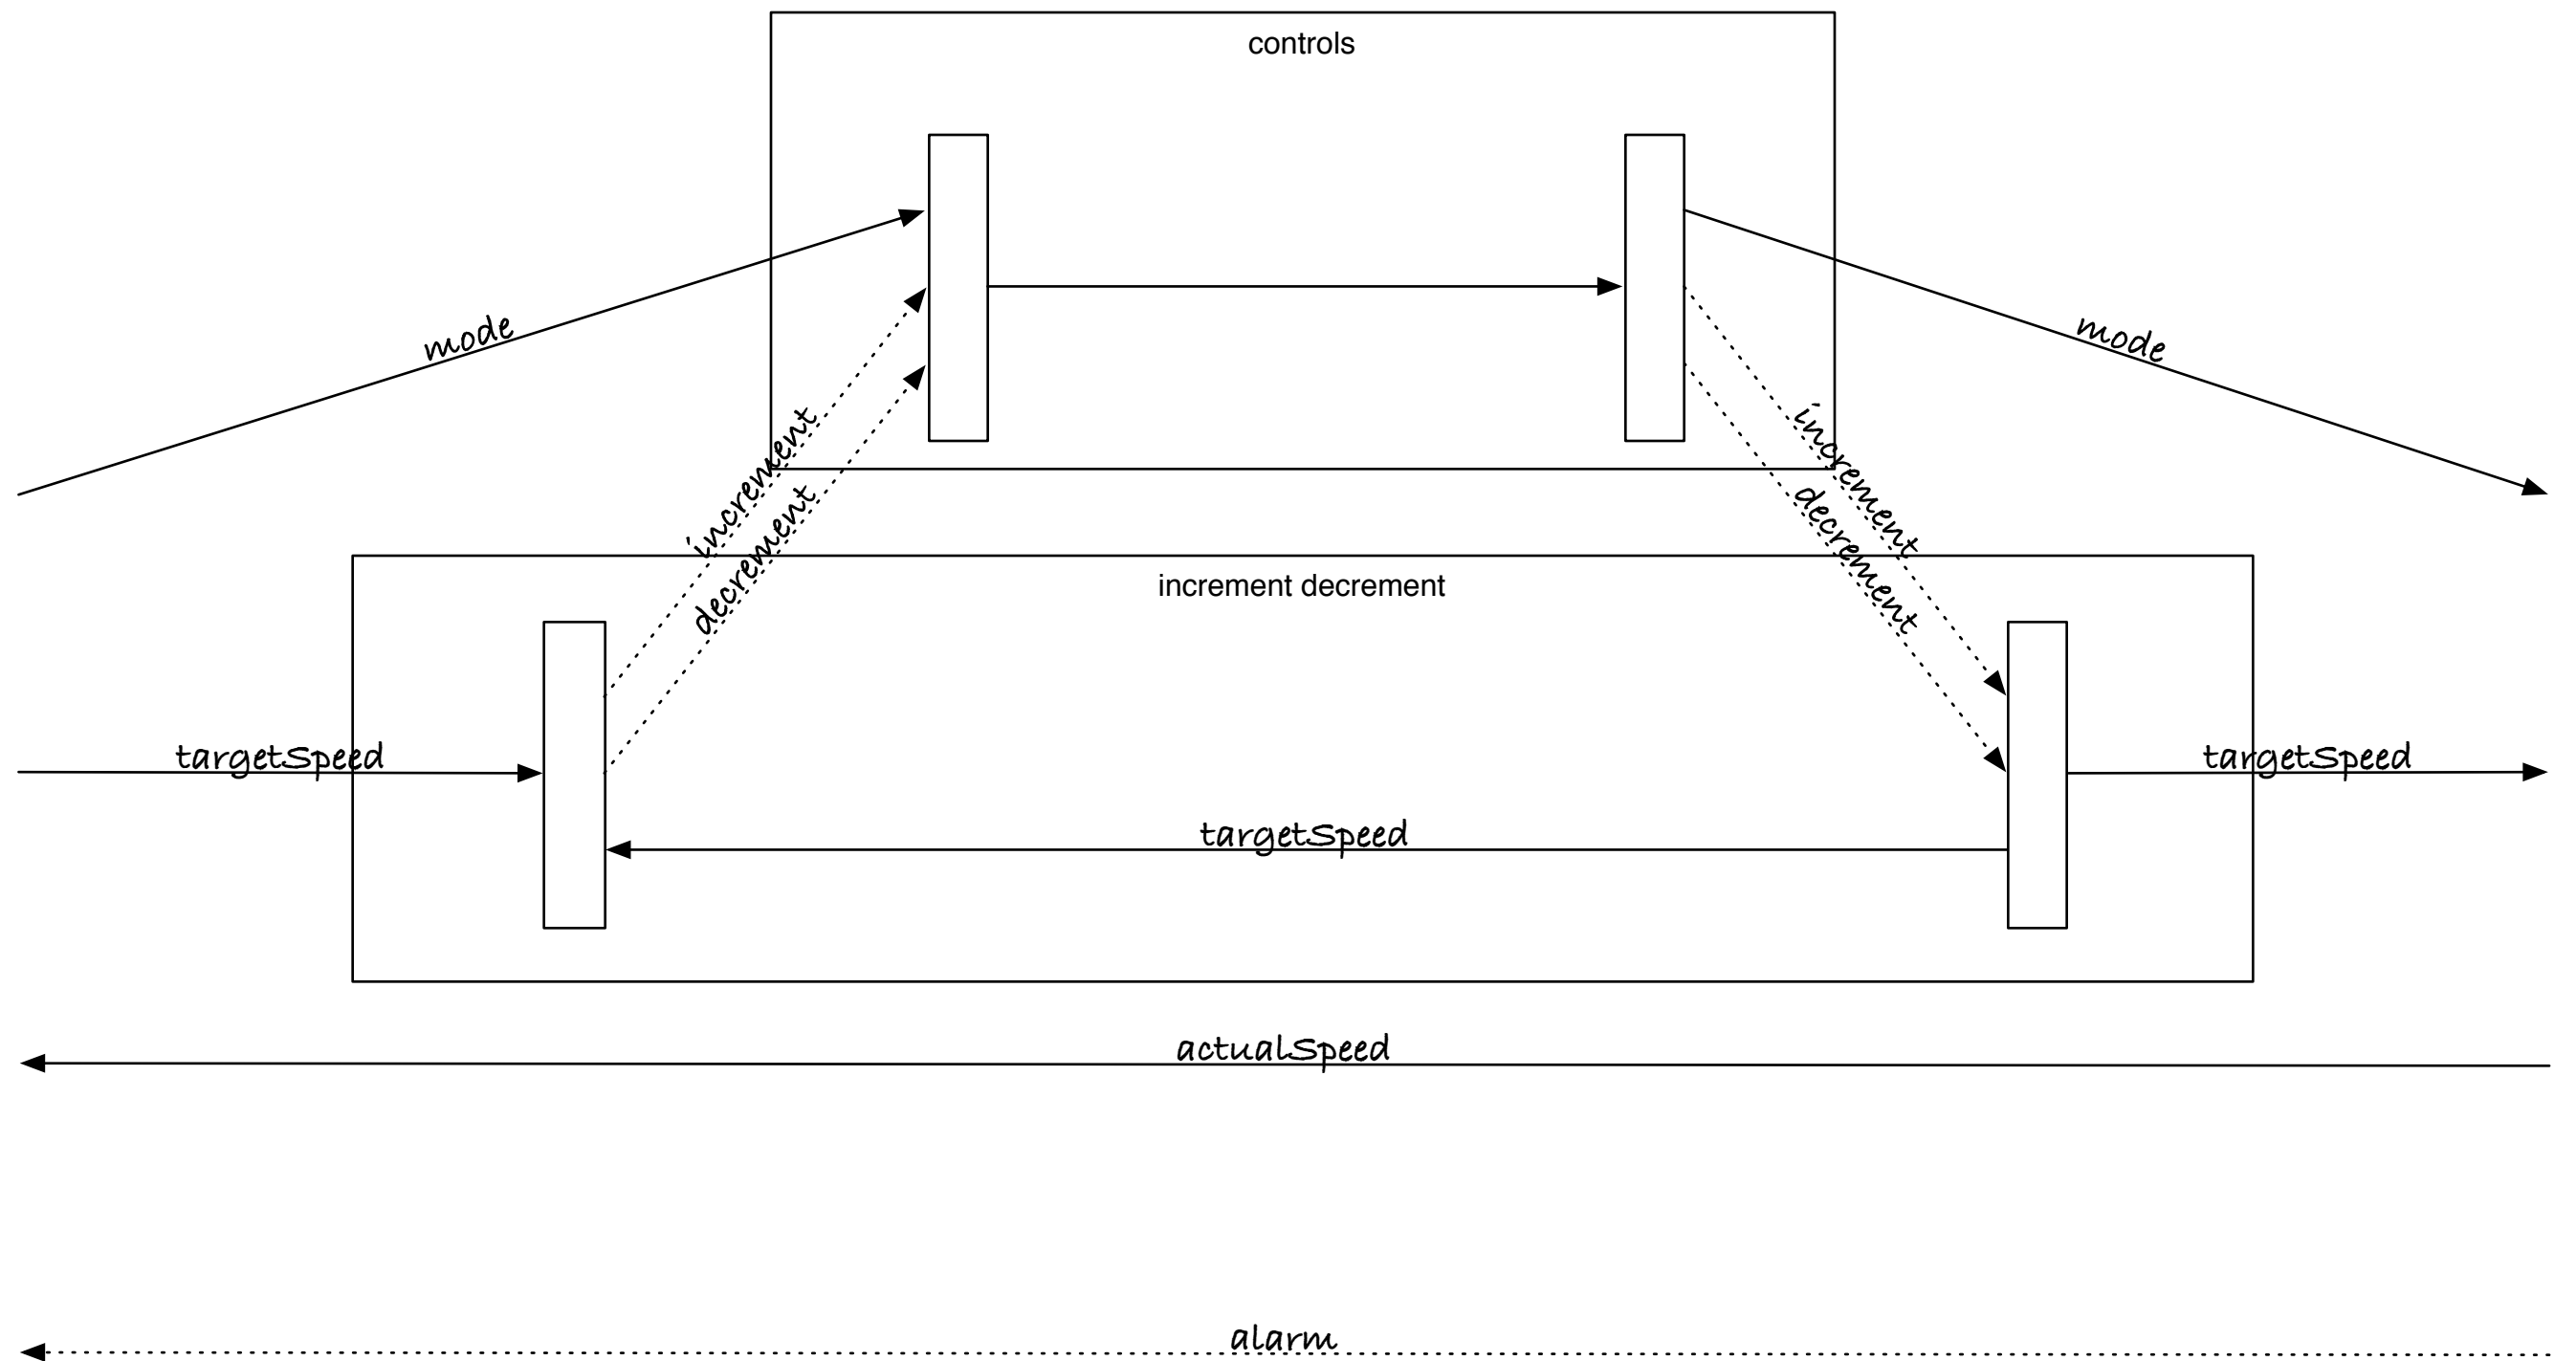 controls
mode
mode
increment
increment
decrement
decrement
increment decrement
targetSpeed
targetSpeed
targetSpeed
actualSpeed
alarm